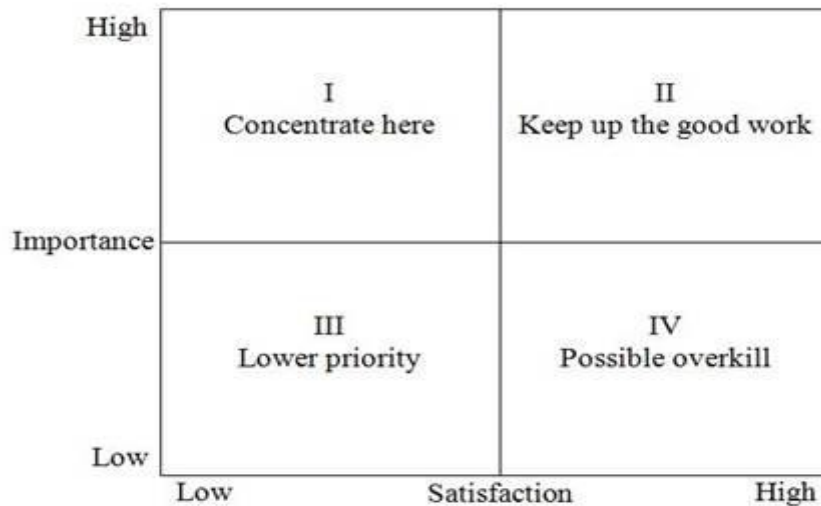 High
I
Concentrate here
II
Keep up the good work
Importance
III
Lower priority
IV
Possible overkill
Low
Low
Satisfaction
High